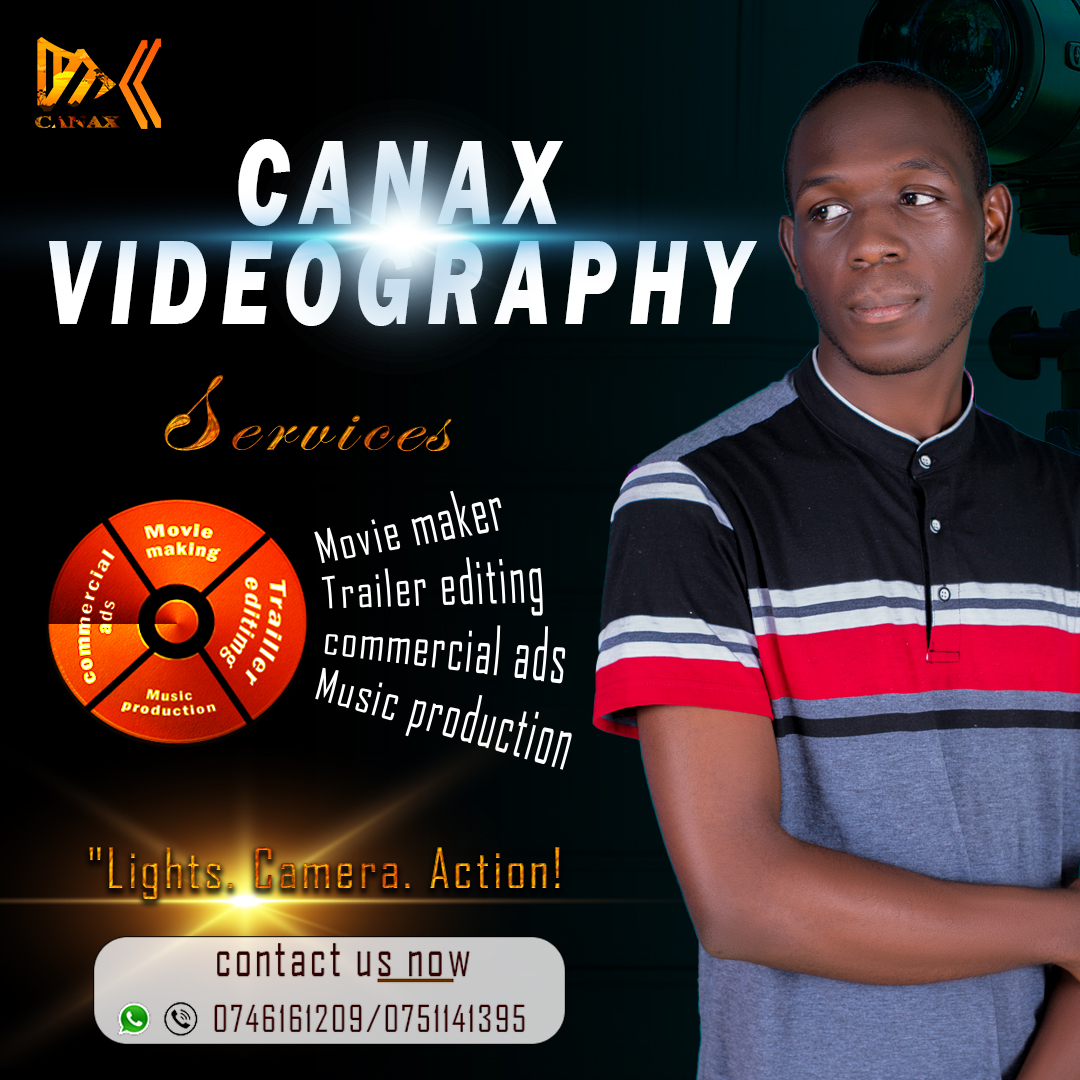 CANAX
CANAX
VIDEOGRAPHY
Services
Movie
making
Trailler
editing
commercial
ads
Music
production
Movie maker
Trailer editing
commercial ads
Music production
"Lights. Camera. Action!
contact us now
0746161209/0751141395